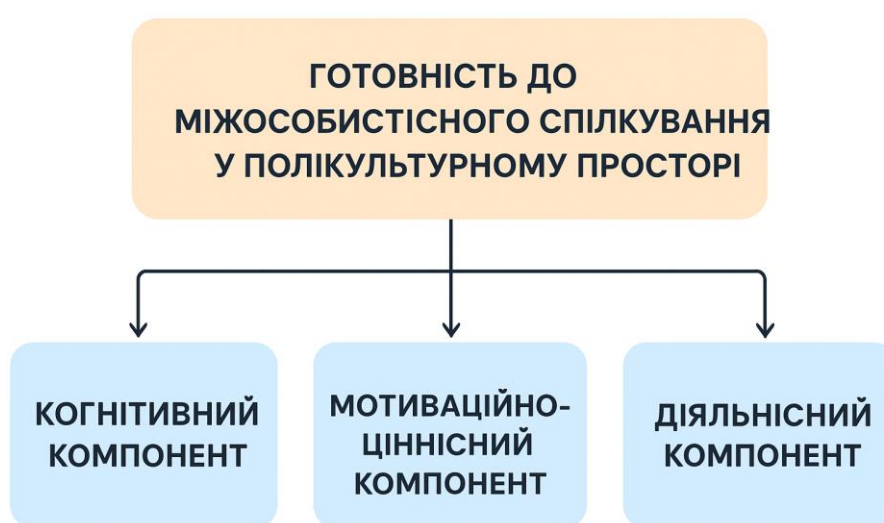 ГОТОВНІСТЬ ДО
МІЖОСОБИСТІСНОГО СПІЛКУВАННЯ
У ПОЛІКУЛЬТУРНОМУ ПРОСТОРІ
КОГНІТИВНИЙ
КОМПОНЕНТ
МОТИВАЦІЙНО-
ЦІННІСНИЙ
КОМПОНЕНТ
ДІЯЛЬНІСНИЙ
КОМПОНЕНТ